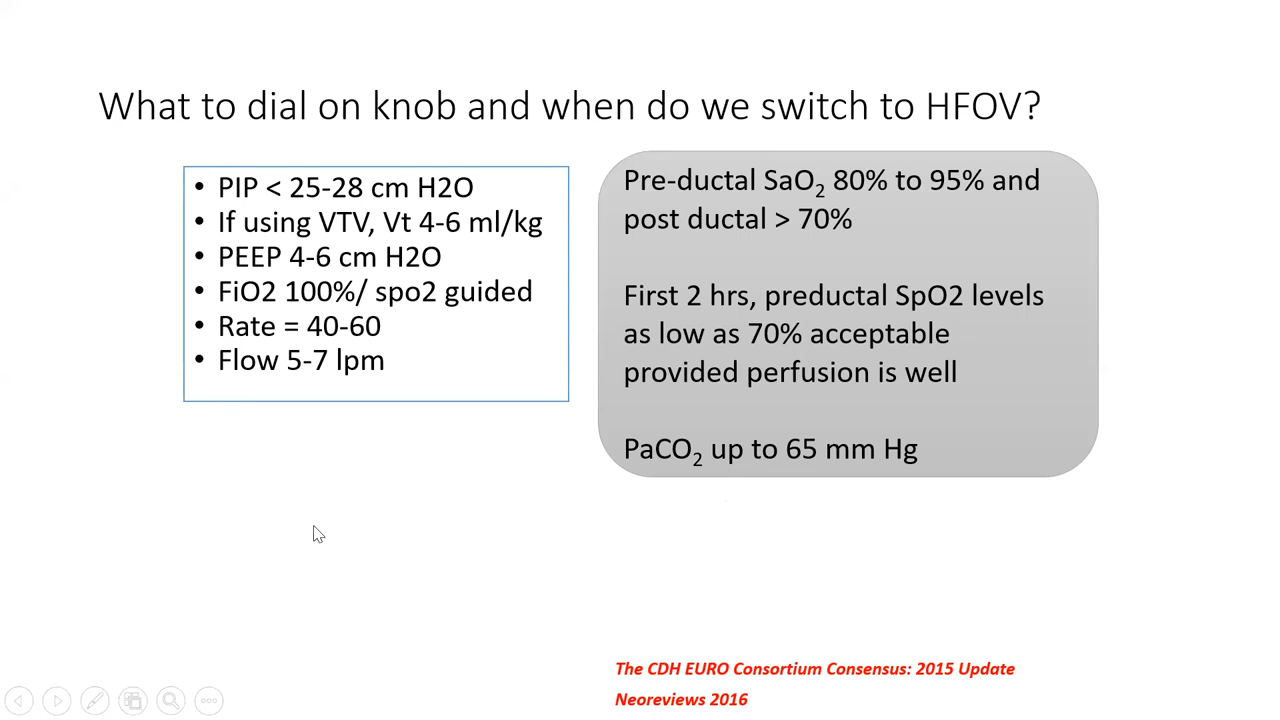 What to dial on knob and when do we switch to HFOV?
• PIP < 25-28 cm H2O
• If using VTV, Vt 4-6 ml/kg
• PEEP 4-6 cm H2O
• FiO2 100%/ spo2 guided
• Rate = 40-60
• Flow 5-7 lpm
Pre-ductal SaO₂ 80% to 95% and
post ductal > 70%
First 2 hrs, preductal SpO2 levels
as low as 70% acceptable
provided perfusion is well
PaCO₂ up to 65 mm Hg
The CDH EURO Consortium Consensus: 2015 Update
Neoreviews 2016